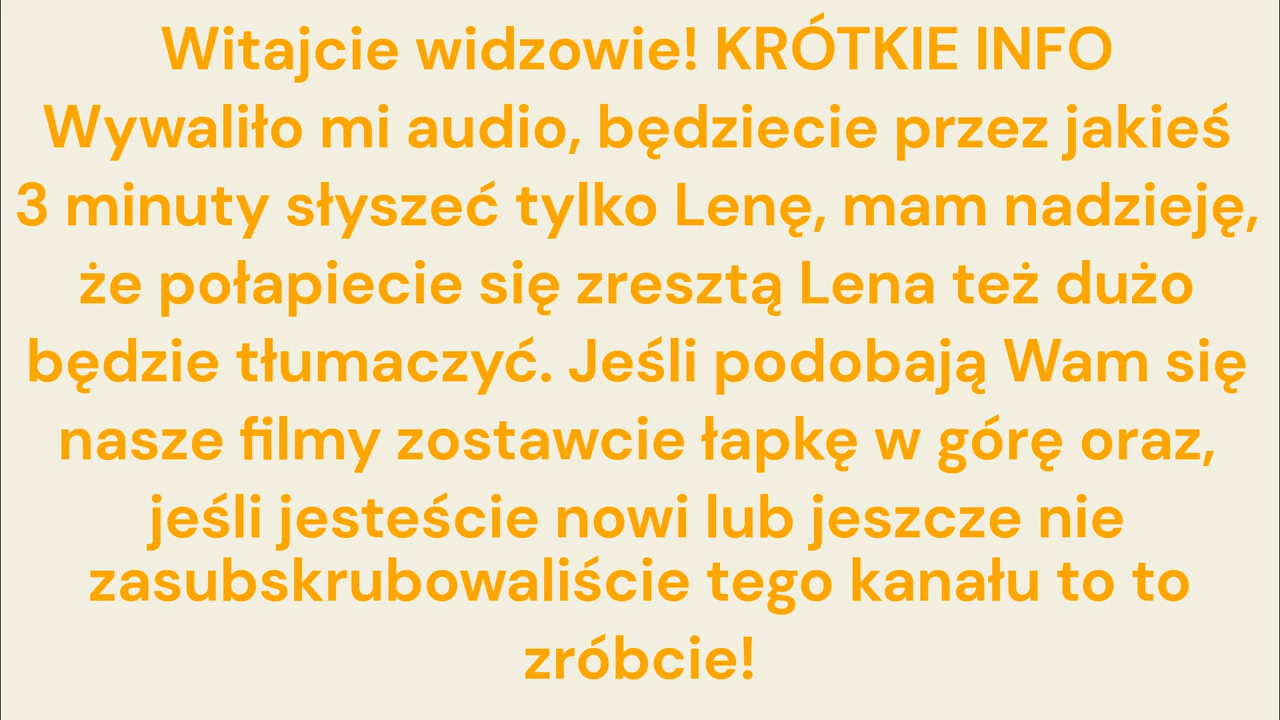 Witajcie widzowie! KRÓTKIE INFO
Wywaliło mi audio, będziecie przez jakieś
3 minuty słyszeć tylko Lenę, mam nadzieję,
że połapiecie się zresztą Lena też dużo
będzie tłumaczyć. Jeśli podobają Wam się
nasze filmy zostawcie łapkę w górę oraz,
jeśli jesteście nowi lub jeszcze nie
zasubskrubowaliście tego kanału to to
zróbcie!